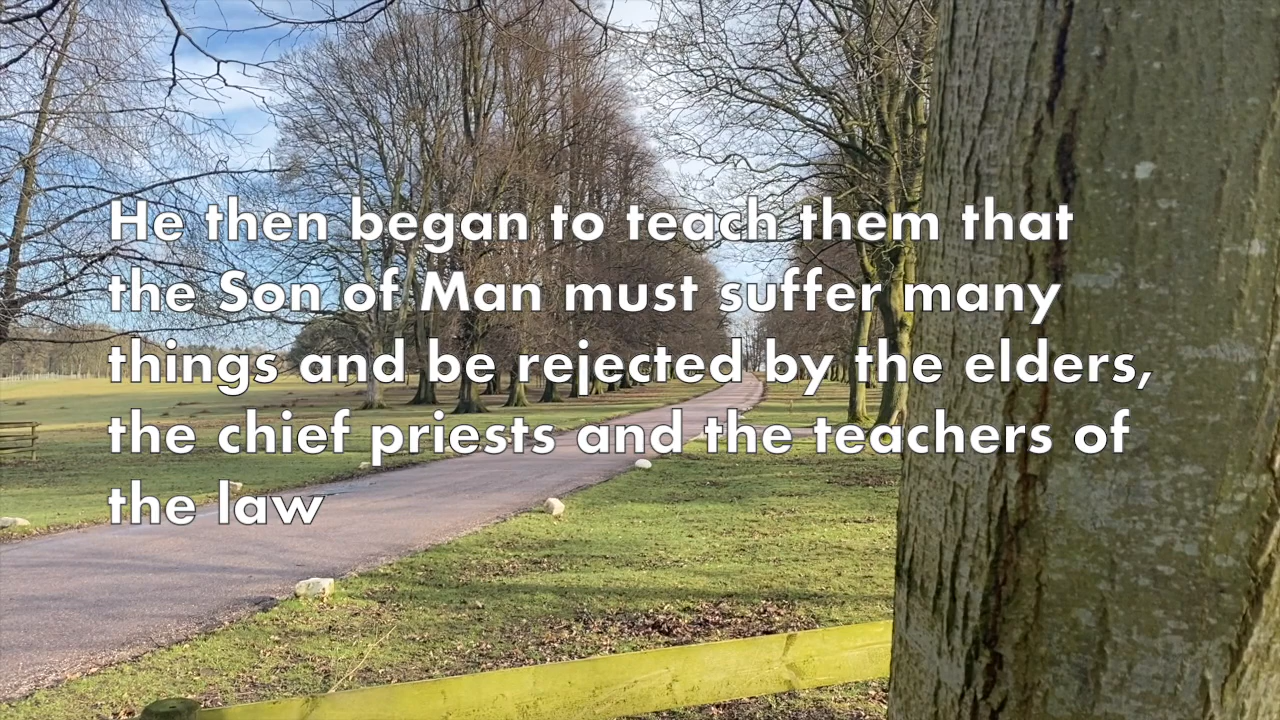 He then began to teach them that
the Son of Man must suffer many
things and be rejected by the elders,
the chief priests and the teachers of
the law